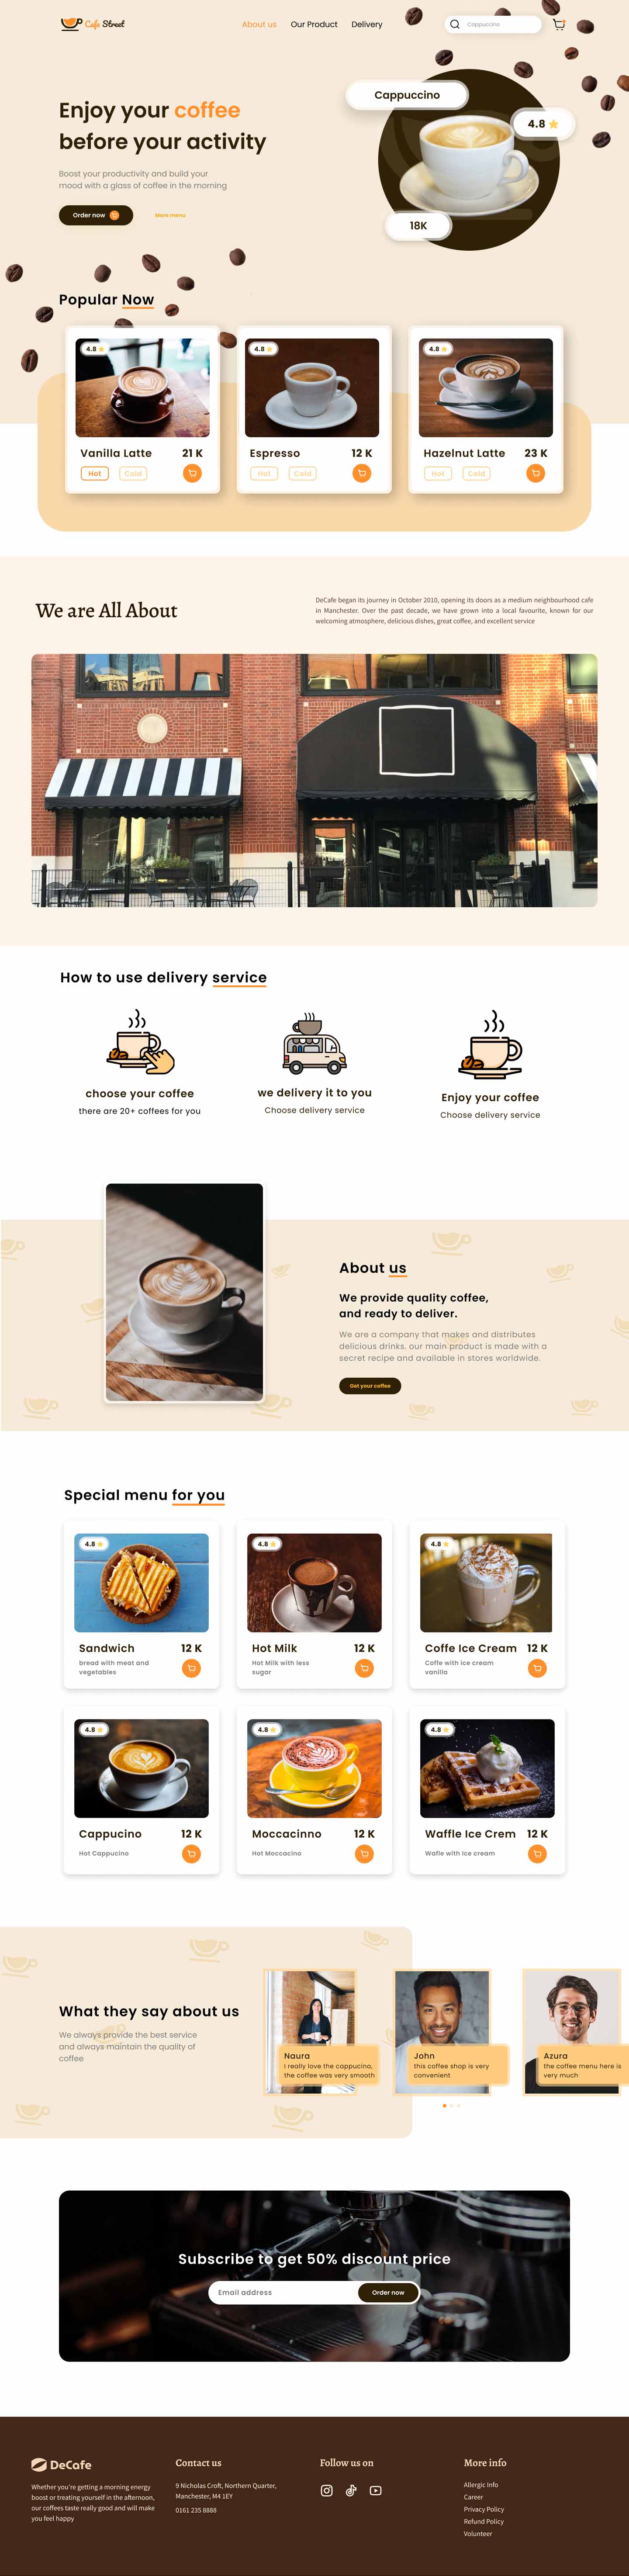 Cafe Street
About us
Our Product
Delivery
Cappuccino
Enjoy your coffee
before your activity
Boost your productivity and build your
mood with a glass of coffee in the morning
Order now
More menu
Cappuccino
4.8
18K
Popular Now
4.8
Vanilla Latte
21 K
Hot
Cold
4.8
Espresso
12 K
Hot
Cold
4.8
Hazelnut Latte
23 K
Hot
Cold
We are All About
DeCafe began its journey in October 2010, opening its doors as a medium neighbourhood cafe
in Manchester. Over the past decade, we have grown into a local favourite, known for our
welcoming atmosphere, delicious dishes, great coffee, and excellent service
How to use delivery service
choose your coffee
there are 20+ coffees for you
we delivery it to you
Choose delivery service
Enjoy your coffee
Choose delivery service
About us
We provide quality coffee,
and ready to deliver.
We are a company that makes and distributes
delicious drinks. our main product is made with a
secret recipe and available in stores worldwide.
Get your coffee
Special menu for you
4.8
Sandwich
12 K
bread with meat and
vegetables
4.8
Hot Milk
12 K
Hot Milk with less
sugar
4.8
Coffe Ice Cream
12 K
Coffe with ice cream
vanilla
4.8
Cappucino
12 K
Hot Cappucino
4.8
Moccacinno
12 K
Hot Moccacino
4.8
Waffle Ice Crem
12 K
Wafle with Ice cream
What they say about us
We always provide the best service
and always maintain the quality of
coffee
Naura
I really love the cappucino,
the coffee was very smooth
John
this coffee shop is very
convenient
Azura
the coffee menu here is
very much
Subscribe to get 50% discount price
Email address
Order now
DeCafe
Whether you're getting a morning energy
boost or treating yourself in the afternoon,
our coffees taste really good and will make
you feel happy
Contact us
9 Nicholas Croft, Northern Quarter,
Manchester, M4 1EY
0161 235 8888
Follow us on
More info
Allergic Info
Career
Privacy Policy
Refund Policy
Volunteer